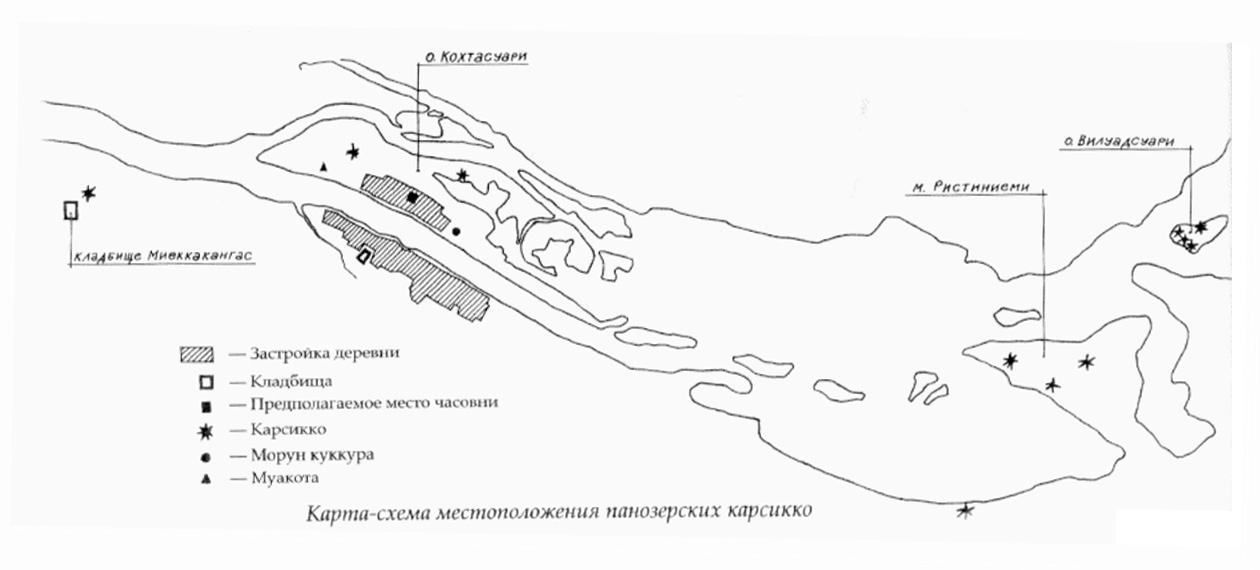 о. Кохтасуари
о. Вилуадсуари
м. Ристиниеми
кладбище Миеккакангас
— Застройка деревни
— Кладбища
— Предполагаемое место часовни
— Карсикко
— Морун куккура
— Муакота
Карта-схема местоположения панозерских карсикко